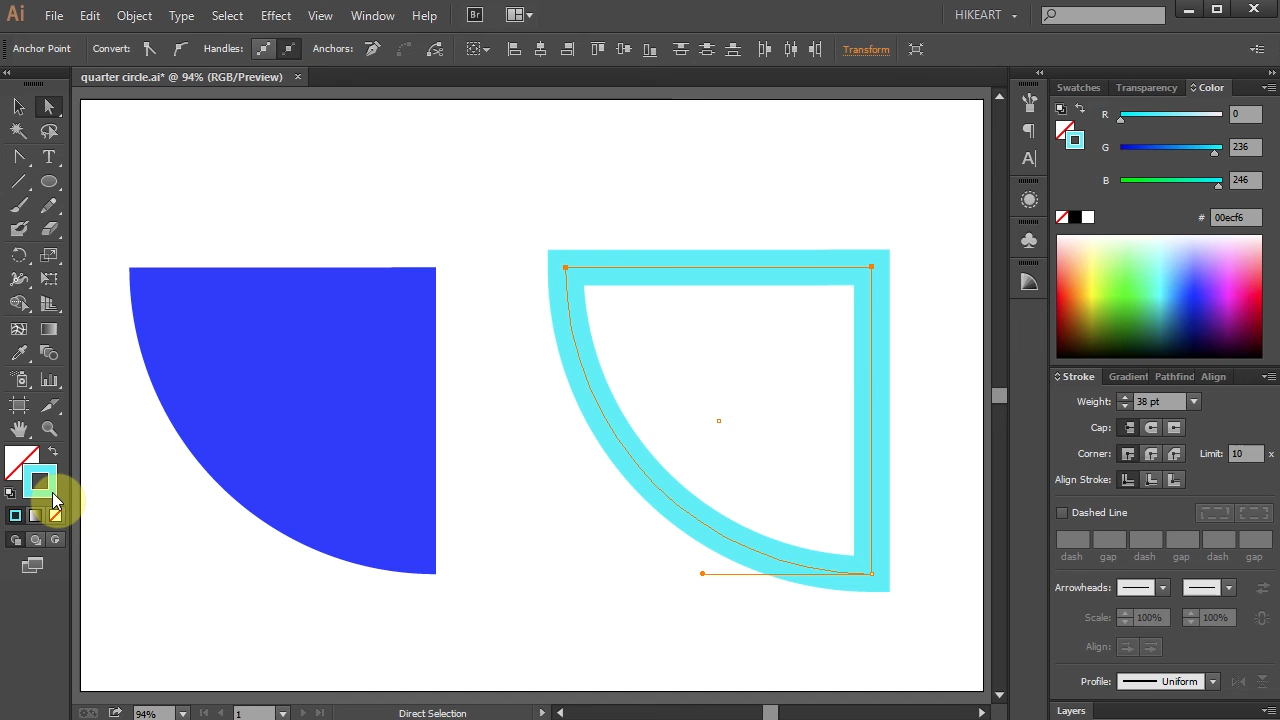 Ai File Edit Object Type Select Effect View Window Help Br HIKEART
Anchor Point Convert: Handles: Anchors: Transform
quarter circle.ai* @ 94% (RGB/Preview) ×
Swatches Transparency Color
R 0
G 236
B 246
# 00ecf6
Stroke Gradient Pathfind Align
Weight: 38 pt
Cap:
Corner: Limit: 10 x
Align Stroke:
Dashed Line
dash gap dash gap dash gap
Arrowheads:
Scale: 100% 100%
Align:
Profile: Uniform
Layers
94% 1 Direct Selection